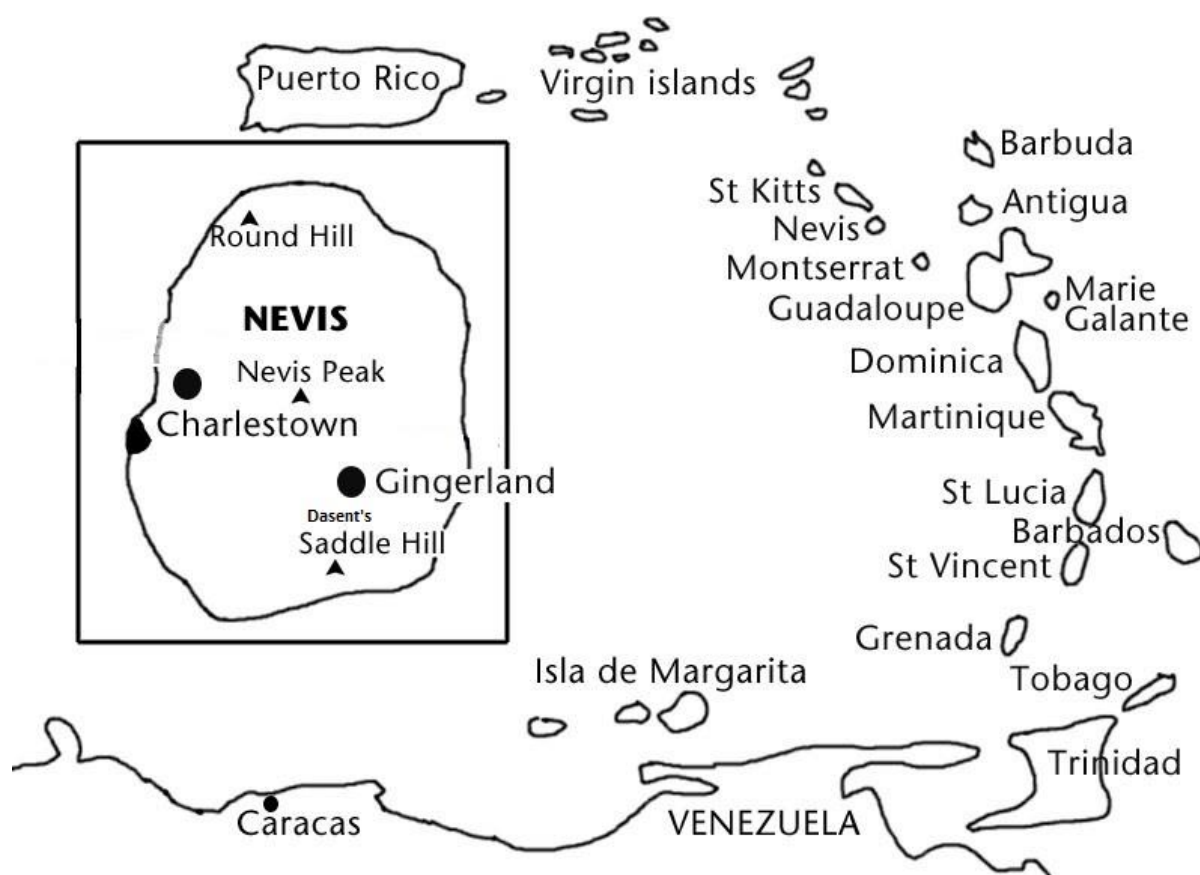 Puerto Rico
Virgin islands
Barbuda
St Kitts
Antigua
Nevis
Montserrat
Guadaloupe
Marie
Galante
Dominica
Martinique
St Lucia
Barbados
St Vincent
Grenada
Tobago
Trinidad
Round Hill
NEVIS
Nevis Peak
Charlestown
Gingerland
Dasent's
Saddle Hill
Isla de Margarita
Caracas
VENEZUELA